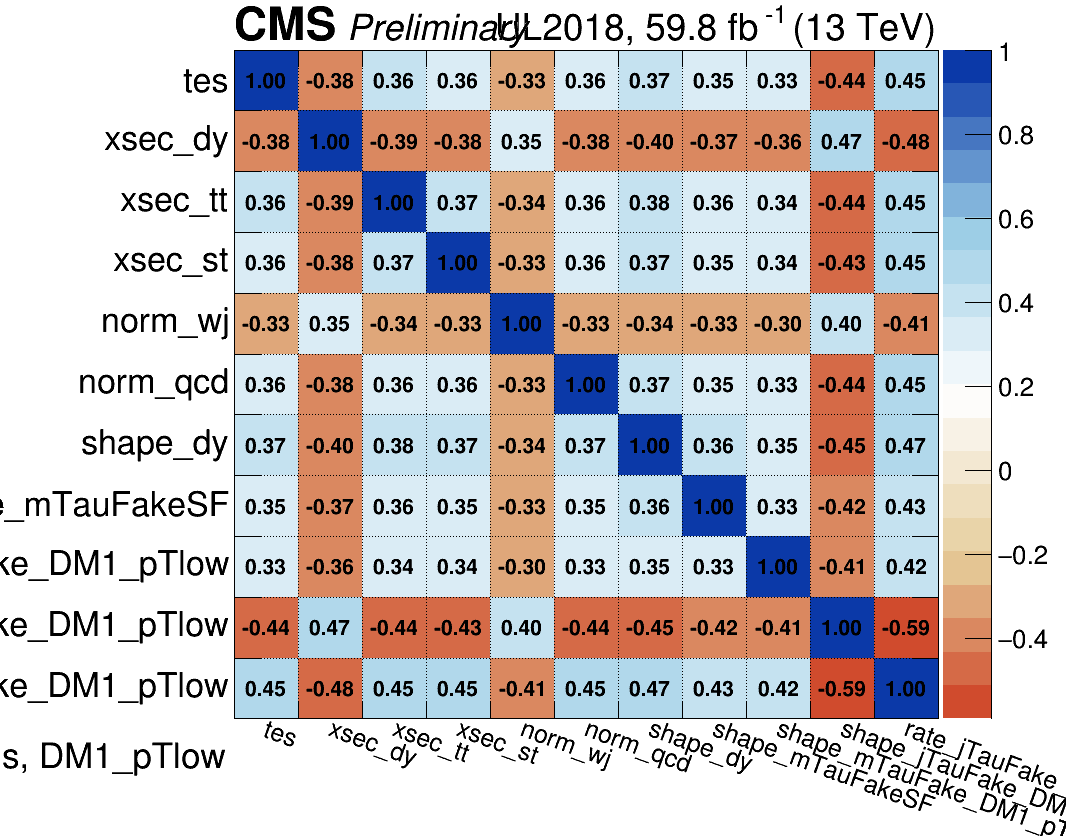 CMS Preliminary UL2018, 59.8 fb-1 (13 TeV)
tes 1.00 -0.38 0.36 0.36 -0.33 0.36 0.37 0.35 0.33 -0.44 0.45
xsec_dy -0.38 1.00 -0.39 -0.38 0.35 -0.38 -0.40 -0.37 -0.36 0.47 -0.48
xsec_tt 0.36 -0.39 1.00 0.37 -0.34 0.36 0.38 0.36 0.34 -0.44 0.45
xsec_st 0.36 -0.38 0.37 1.00 -0.33 0.36 0.37 0.35 0.34 -0.43 0.45
norm_wj -0.33 0.35 -0.34 -0.33 1.00 -0.33 -0.34 -0.33 -0.30 0.40 -0.41
norm_qcd 0.36 -0.38 0.36 0.36 -0.33 1.00 0.37 0.35 0.33 -0.44 0.45
shape_dy 0.37 -0.40 0.38 0.37 -0.34 0.37 1.00 0.36 0.35 -0.45 0.47
e_mTauFakeSF 0.35 -0.37 0.36 0.35 -0.33 0.35 0.36 1.00 0.33 -0.42 0.43
ke_DM1_pTlow 0.33 -0.36 0.34 0.34 -0.30 0.33 0.35 0.33 1.00 -0.41 0.42
ke_DM1_pTlow -0.44 0.47 -0.44 -0.43 0.40 -0.44 -0.45 -0.42 -0.41 1.00 -0.59
ke_DM1_pTlow 0.45 -0.48 0.45 0.45 -0.41 0.45 0.47 0.43 0.42 -0.59 1.00
1
0.8
0.6
0.4
0.2
0
−0.2
−0.4
tes
xsec_dy
xsec_tt
xsec_st
norm_wj
norm_qcd
shape_dy
shape_mTauFakeSF
shape_mTauFake_DM1_pT
shape_jTauFake_DM
rate_jTauFake_
s, DM1_pTlow